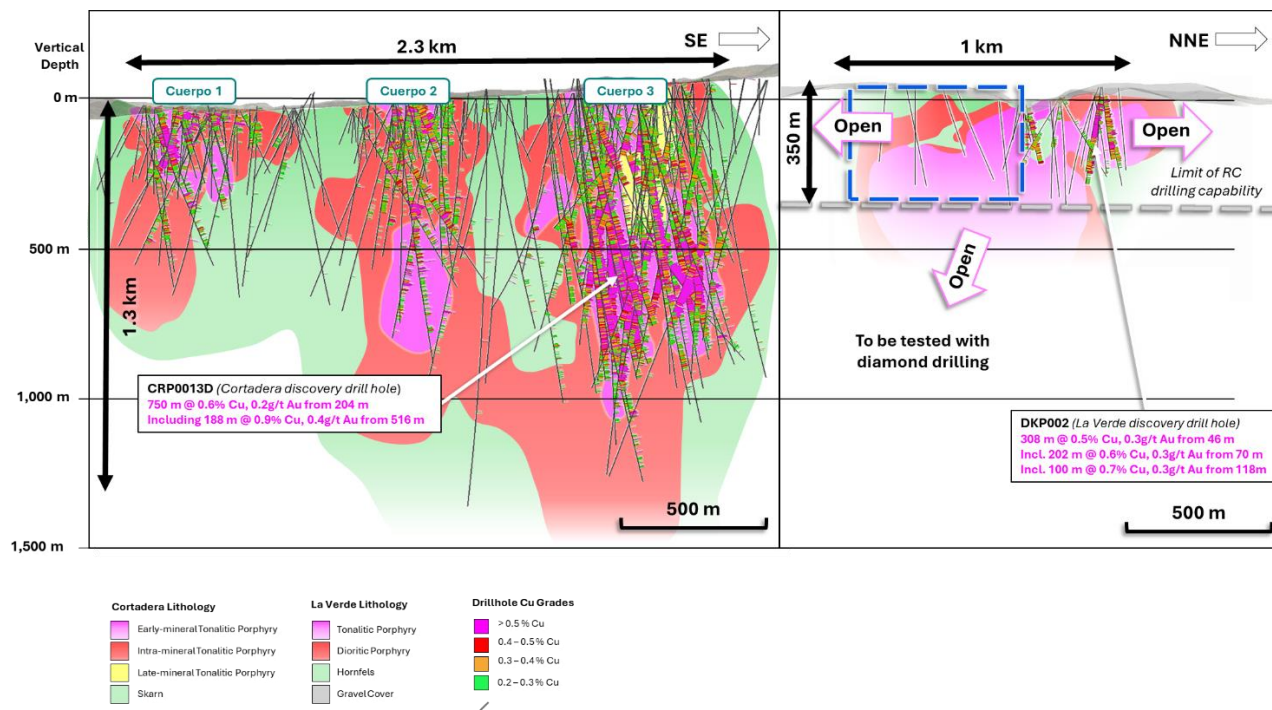 Vertical
Depth
2.3 km
SE
Cuerpo 1
Cuerpo 2
Cuerpo 3
0 m
500 m
1,000 m
1,500 m
1.3 km
CRP0013D (Cortadera discovery drill hole)
750 m @ 0.6% Cu, 0.2g/t Au from 204 m
Including 188 m @ 0.9% Cu, 0.4g/t Au from 516 m
500 m
1 km
NNE
350 m
Open
Open
Limit of RC
drilling capability
Open
To be tested with
diamond drilling
DKP002 (La Verde discovery drill hole)
308 m @ 0.5% Cu, 0.3g/t Au from 46 m
Incl. 202 m @ 0.6% Cu, 0.3g/t Au from 70 m
Incl. 100 m @ 0.7% Cu, 0.3g/t Au from 118m
500 m
Cortadera Lithology
Early-mineral Tonalitic Porphyry
Intra-mineral Tonalitic Porphyry
Late-mineral Tonalitic Porphyry
Skarn
La Verde Lithology
Tonalitic Porphyry
Dioritic Porphyry
Hornfels
Gravel Cover
Drillhole Cu Grades
> 0.5 % Cu
0.4 – 0.5 % Cu
0.3 – 0.4% Cu
0.2 – 0.3% Cu